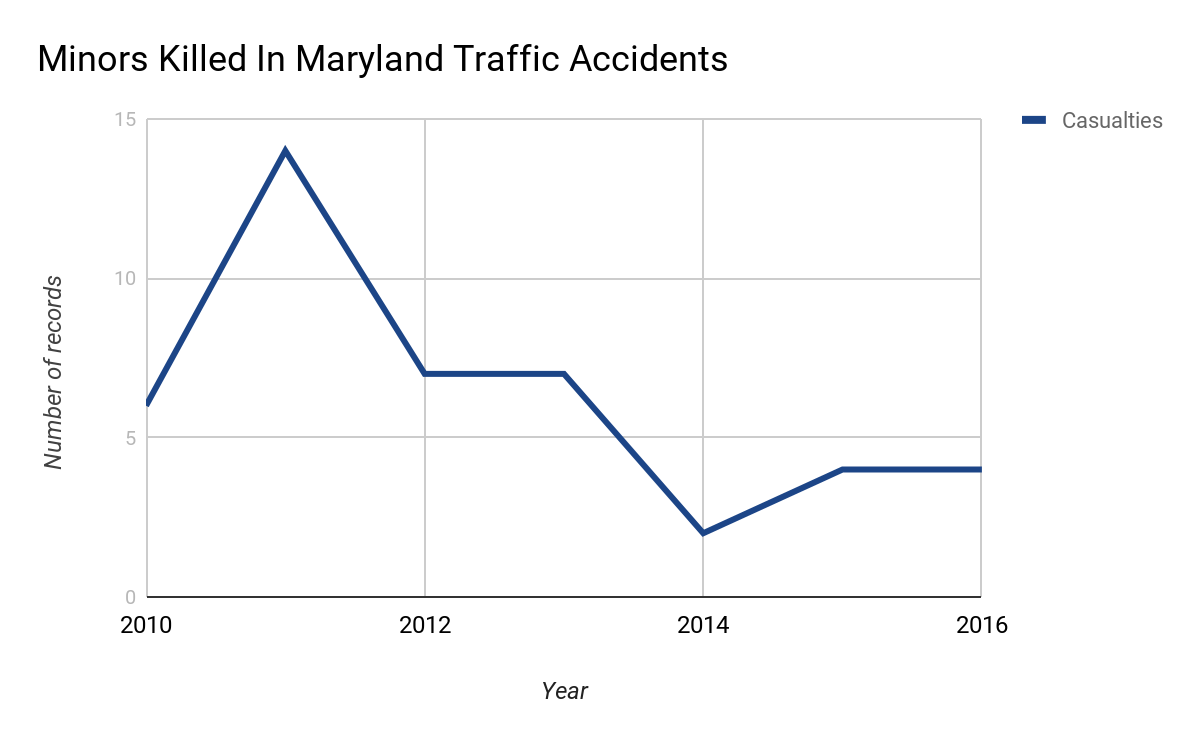 Minors Killed In Maryland Traffic Accidents
Casualties
Number of records
15
10
5
0
2010 2012 2014 2016
Year